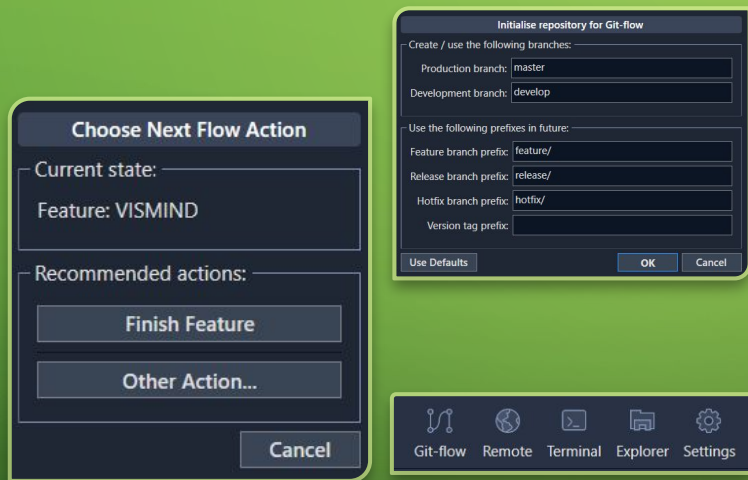 Choose Next Flow Action
Current state:
Feature: VISMIND
Recommended actions:
Finish Feature
Other Action...
Cancel
Initialise repository for Git-flow
Create / use the following branches:
Production branch: master
Development branch: develop
Use the following prefixes in future:
Feature branch prefix: feature/
Release branch prefix: release/
Hotfix branch prefix: hotfix/
Version tag prefix:
Use Defaults OK Cancel
Git-flow Remote Terminal Explorer Settings